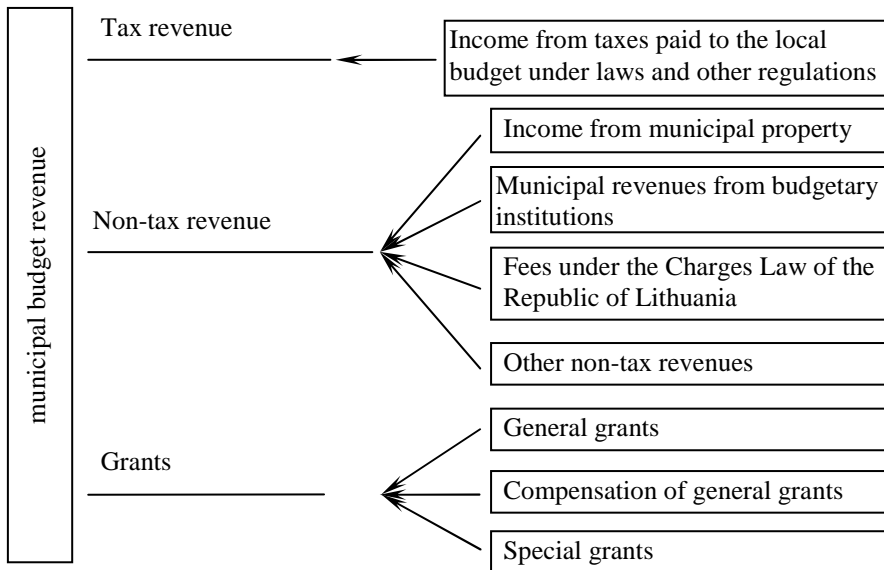 municipal budget revenue
Tax revenue
Income from taxes paid to the local
budget under laws and other regulations
Non-tax revenue
Income from municipal property
Municipal revenues from budgetary
institutions
Fees under the Charges Law of the
Republic of Lithuania
Other non-tax revenues
Grants
General grants
Compensation of general grants
Special grants